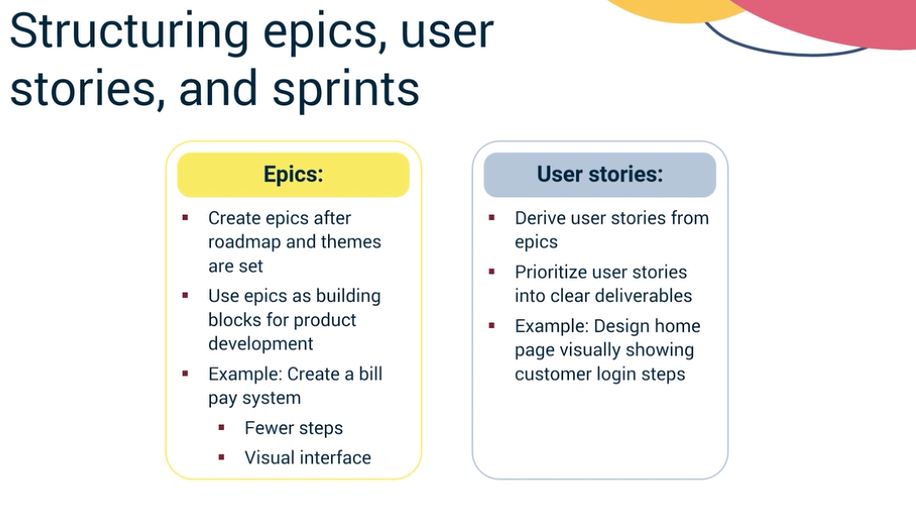 Structuring epics, user
stories, and sprints
Epics:
▪ Create epics after
roadmap and themes
are set
▪ Use epics as building
blocks for product
development
▪ Example: Create a bill
pay system
▪ Fewer steps
▪ Visual interface
User stories:
▪ Derive user stories from
epics
▪ Prioritize user stories
into clear deliverables
▪ Example: Design home
page visually showing
customer login steps